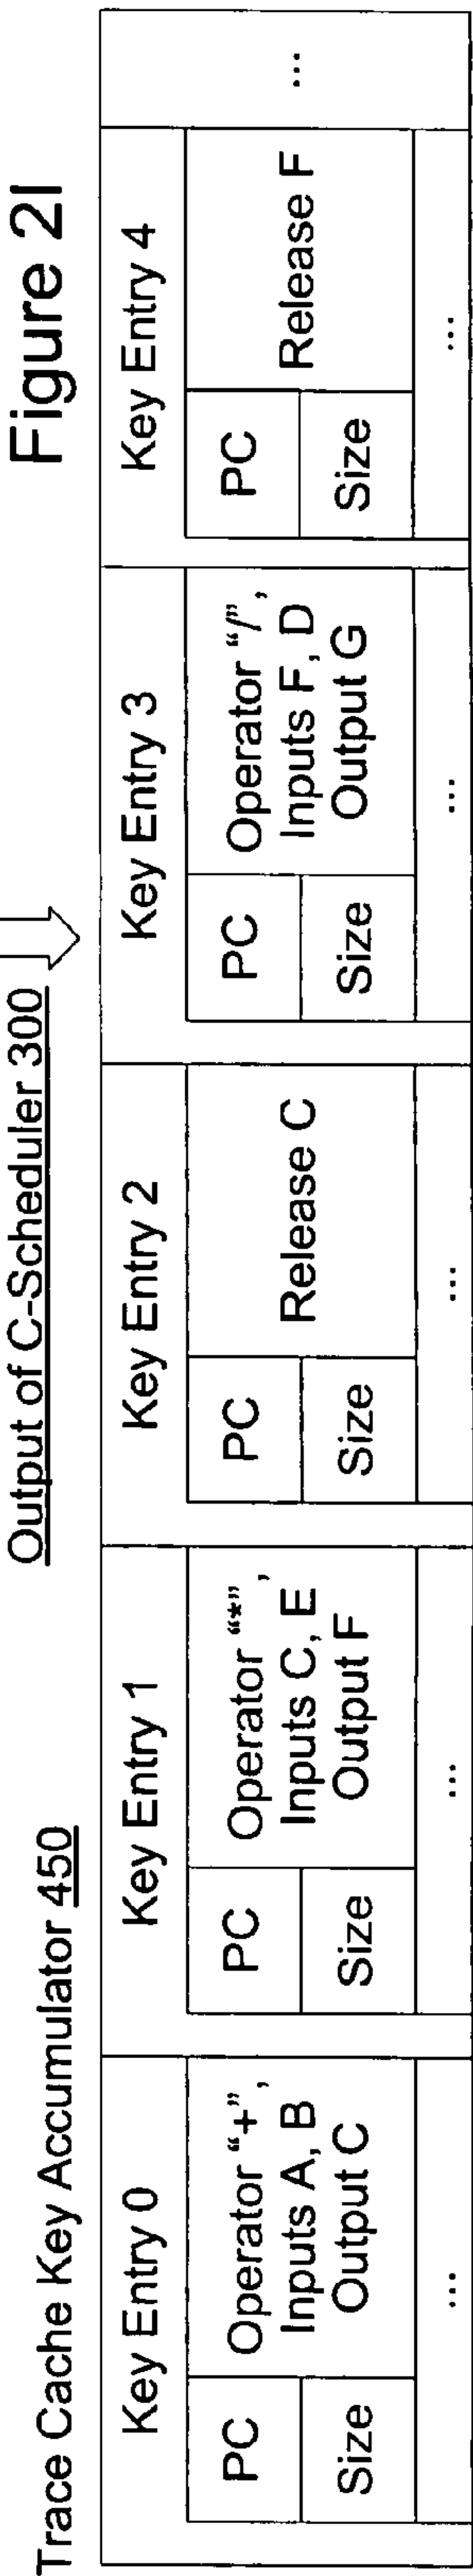 Figure 2I
Output of C-Scheduler 300
Trace Cache Key Accumulator 450
Key Entry 0
PC
Size
Operator “+”,
Inputs A, B
Output C
...
Key Entry 1
PC
Size
Operator “*”,
Inputs C, E
Output F
...
Key Entry 2
PC
Size
Release C
...
Key Entry 3
PC
Size
Operator “/”,
Inputs F, D
Output G
...
Key Entry 4
PC
Size
Release F
...
...